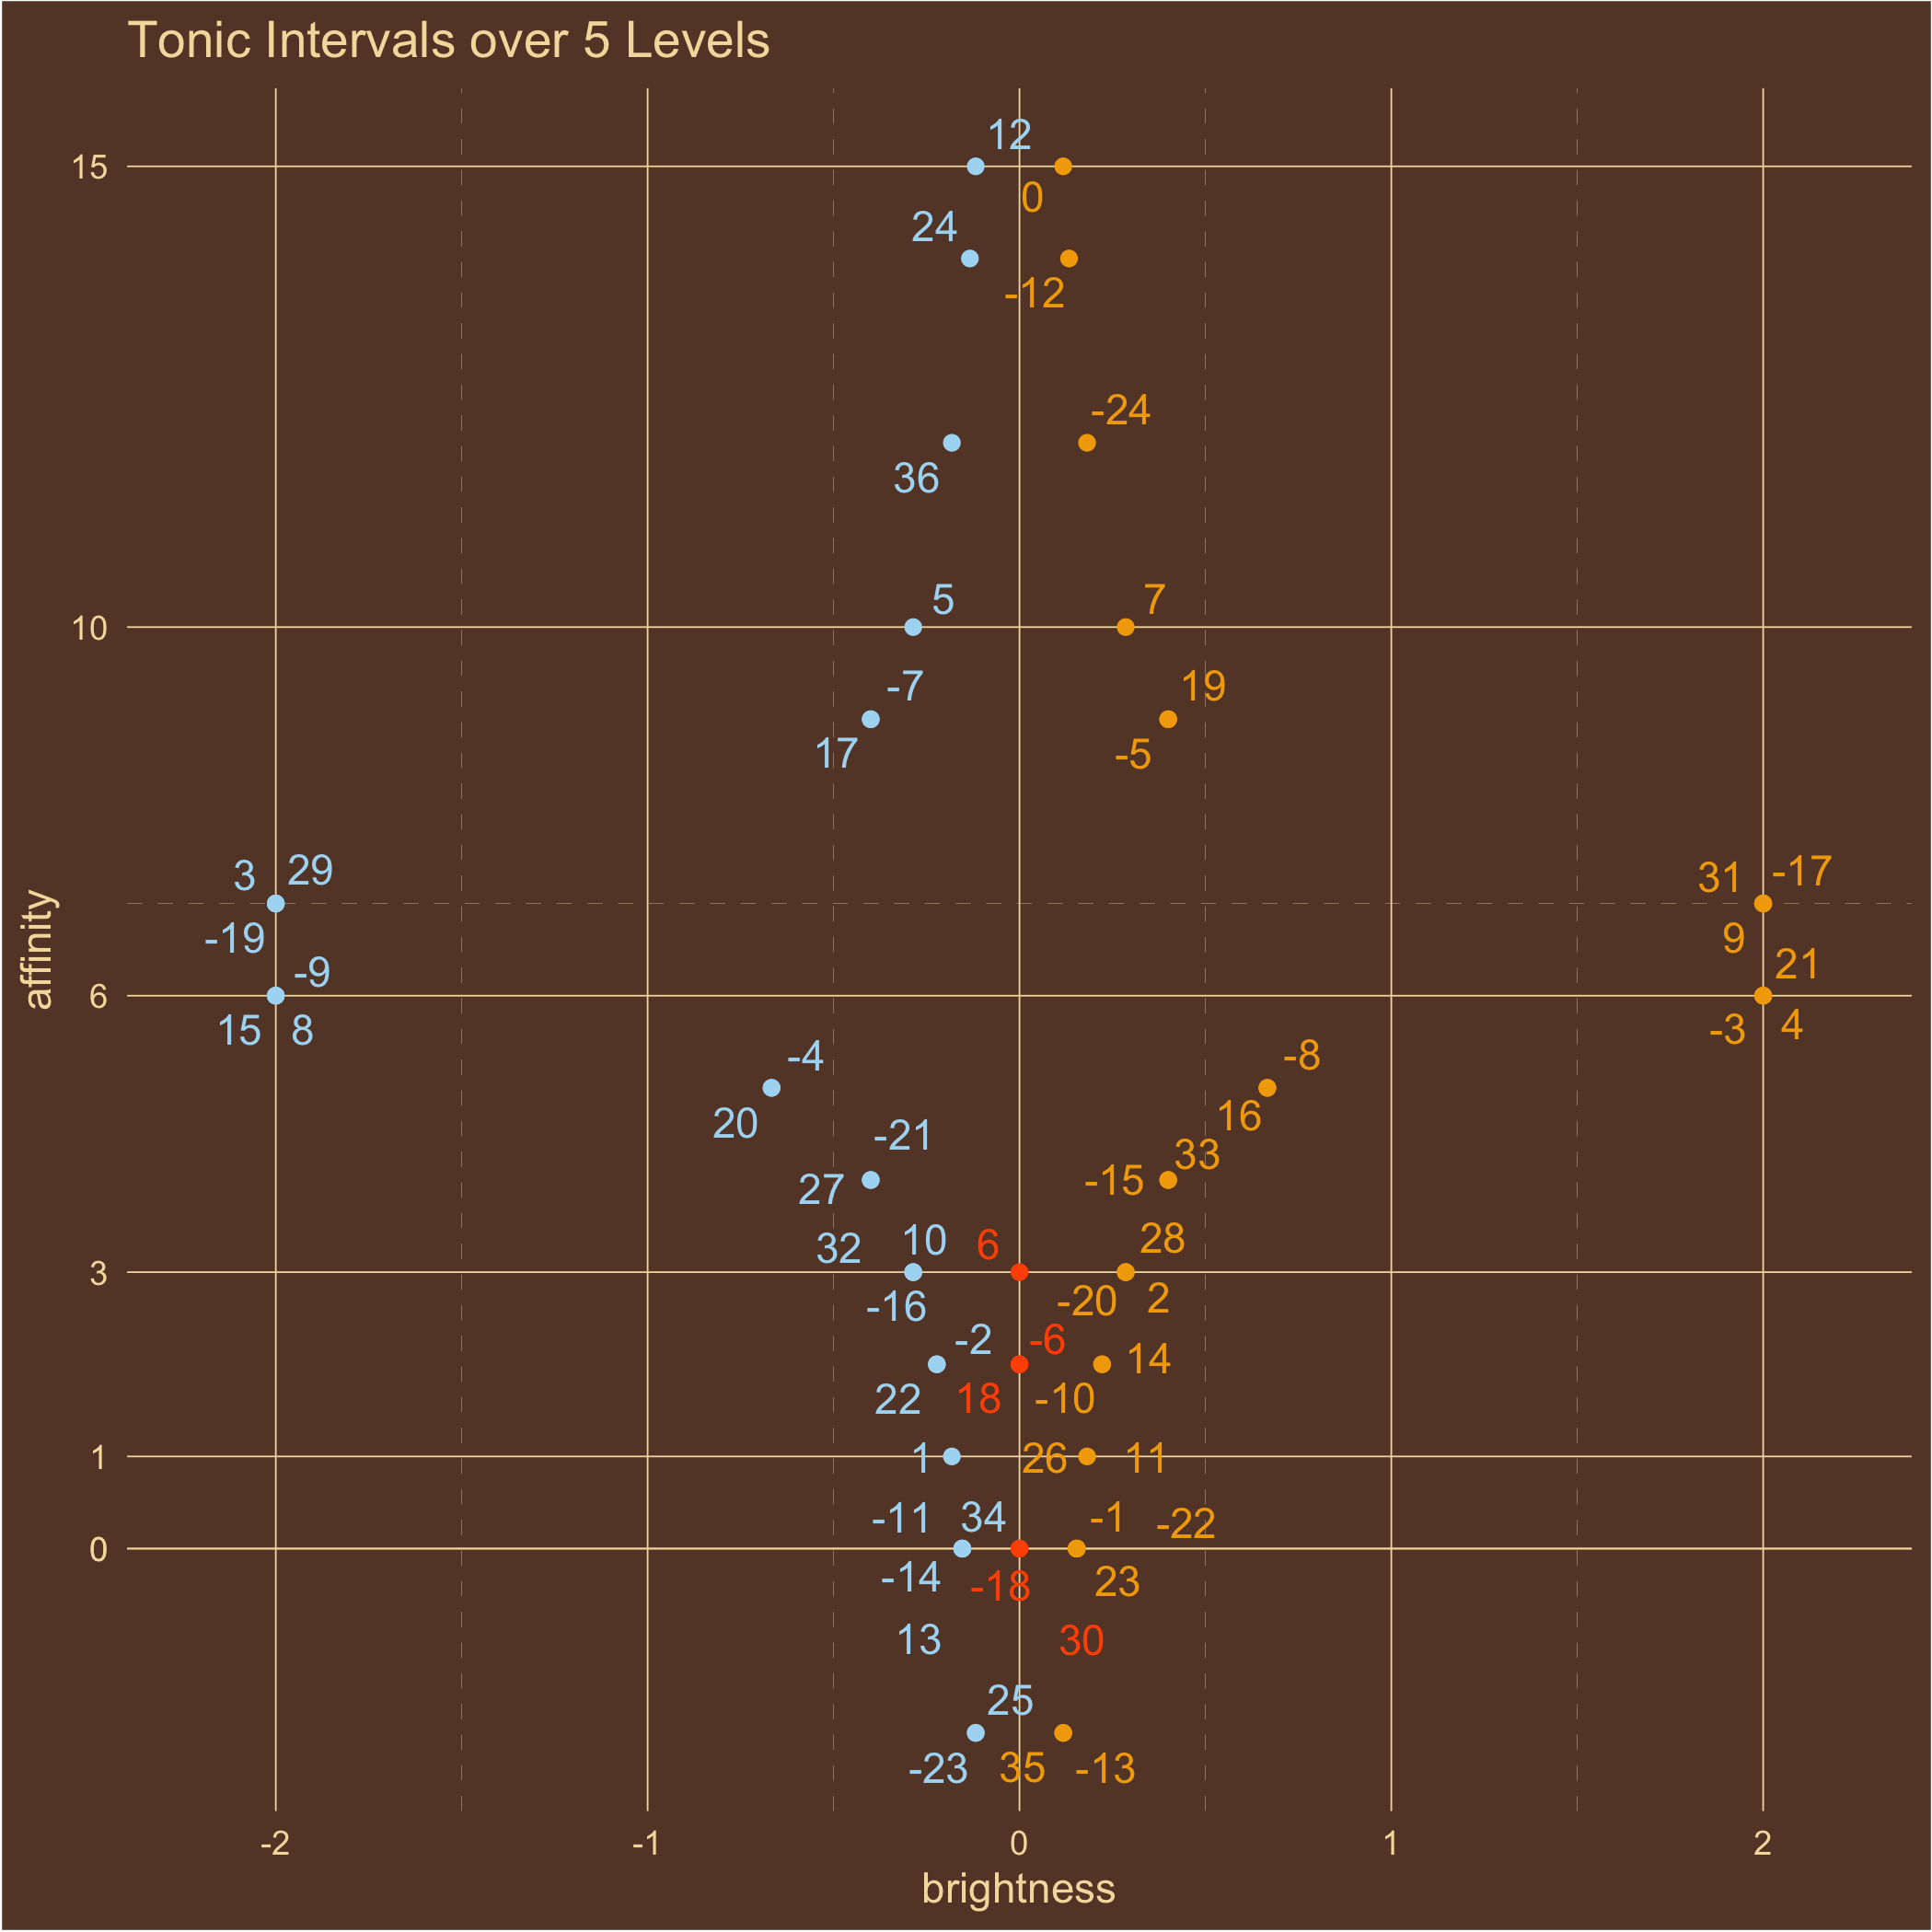 Tonic Intervals over 5 Levels
12
15
0
24
-12
-24
36
5 7
10
-7 19
17 -5
3 29 31 -17
-19 9
-9 21
affinity
6
15 8 -3 4
-4 -8
20 16
-21 33
27 -15
32 10 6 28
3
-16 -20 2
-2 -6 14
22 18 -10
1 1 26 11
-11 34 -1 -22
0
-14 -18 23
13 30
25
-23 35 -13
-2 -1 0 1 2
brightness